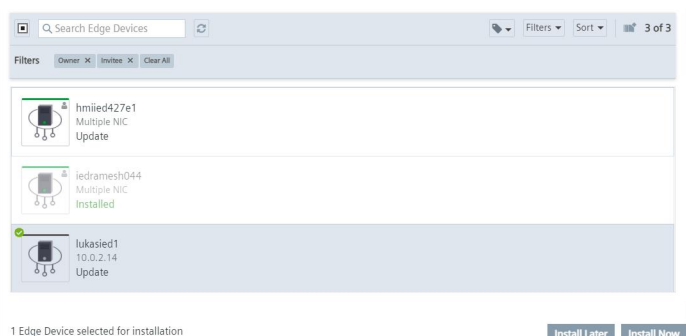 Search Edge Devices
Filters
Sort
3 of 3
Filters Owner X Invitee X Clear All
hmiied427e1
Multiple NIC
Update
iedramesh044
Multiple NIC
Installed
lukasied1
10.0.2.14
Update
1 Edge Device selected for installation
Install Later
Install Now